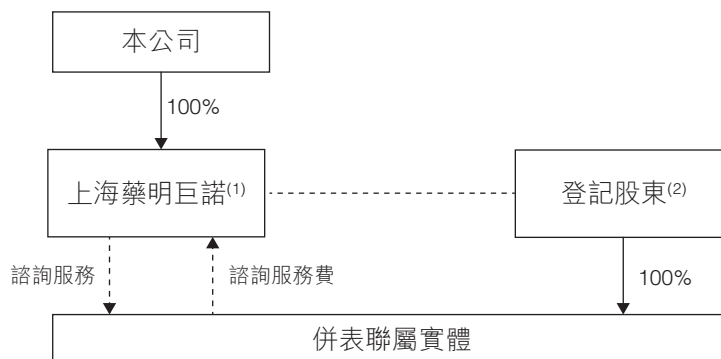 本公司
100%
上海藥明巨諾(1)
登記股東(2)
諮詢服務
諮詢服務費
100%
併表聯屬實體